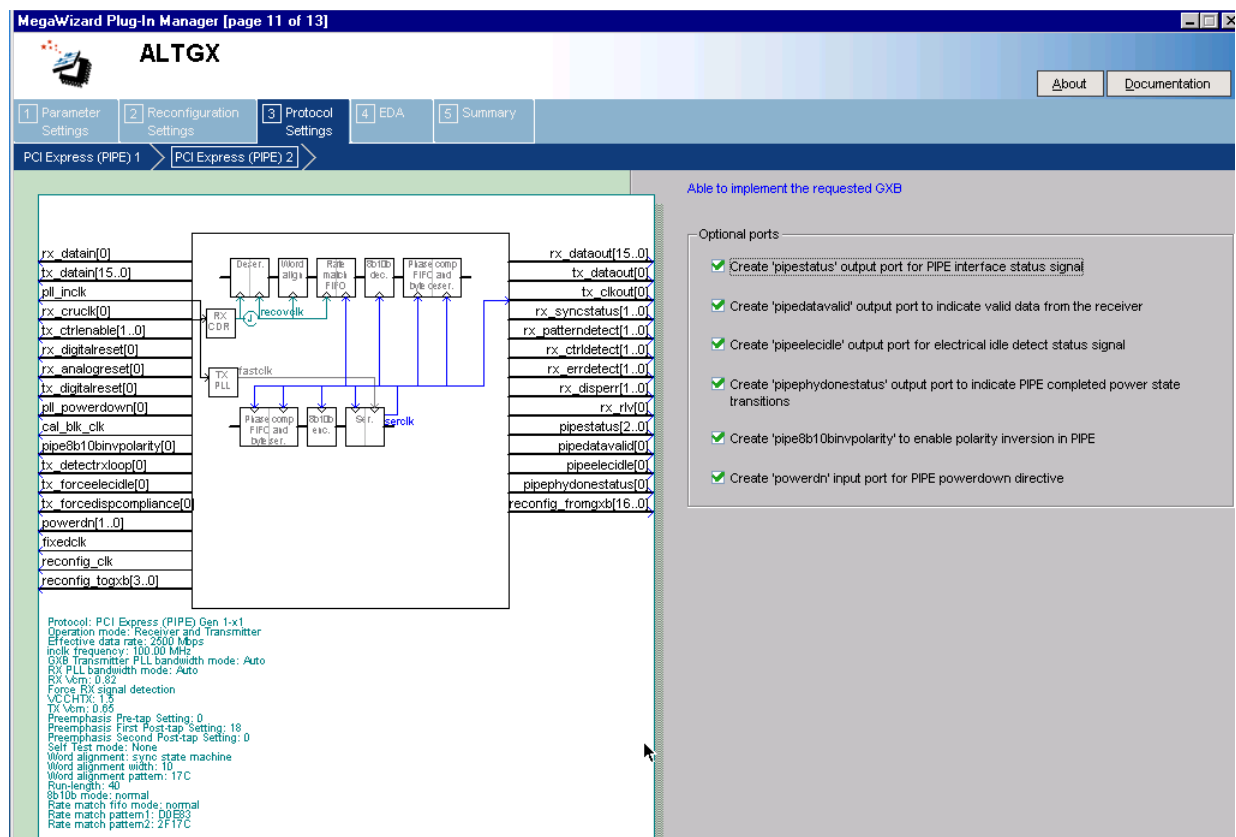 MegaWizard Plug-In Manager [page 11 of 13]
ALTGX
About
Documentation
1 Parameter
Settings
2 Reconfiguration
Settings
3 Protocol
Settings
4 EDA
5 Summary
PCI Express (PIPE) 1
PCI Express (PIPE) 2
rx_datain[0]
tx_datain[15..0]
pll_inclk
rx_cruclk[0]
tx_ctrlenable[1..0]
rx_digitalreset[0]
rx_analogreset[0]
tx_digitalreset[0]
pll_powerdown[0]
cal_blk_clk
pipe8b10binvpolarity[0]
tx_detectrxloop[0]
tx_forceelecidle[0]
tx_forcedispcompliance[0]
powerdn[1..0]
fixedclk
reconfig_clk
reconfig_togxb[3..0]
Deser.
Word
align
Rate
match
FIFO
8b10b
dec.
Phase comp
FIFO and
byte deser.
RX
CDR
recovclk
TX
PLL
fastclk
Phase comp
FIFO and
byte ser.
8b10b
enc.
Ser.
serclk
rx_dataout[15..0]
tx_dataout[0]
tx_clkout[0]
rx_syncstatus[1..0]
rx_patterndetect[1..0]
rx_ctrldetect[1..0]
rx_errdetect[1..0]
rx_disperr[1..0]
rx_rlv[0]
pipestatus[2..0]
pipedatavalid[0]
pipeelecidle[0]
pipephydonestatus[0]
reconfig_fromgxb[16..0]
Protocol: PCI Express (PIPE) Gen 1-x1
Operation mode: Receiver and Transmitter
Effective data rate: 2500 Mbps
inclk frequency: 100.00 MHz
GXB Transmitter PLL bandwidth mode: Auto
RX PLL bandwidth mode: Auto
RX Vcm: 0.82
Force RX signal detection
VCCHTX: 1.5
TX Vcm: 0.65
Preemphasis Pre-tap Setting: 0
Preemphasis First Post-tap Setting: 18
Preemphasis Second Post-tap Setting: 0
Self Test mode: None
Word alignment: sync state machine
Word alignment width: 10
Word alignment pattern: 17C
Run-length: 40
8b10b mode: normal
Rate match fifo mode: normal
Rate match pattern1: D0E83
Rate match pattern2: 2F17C
Able to implement the requested GXB
Optional ports
Create 'pipestatus' output port for PIPE interface status signal
Create 'pipedatavalid' output port to indicate valid data from the receiver
Create 'pipeelecidle' output port for electrical idle detect status signal
Create 'pipephydonestatus' output port to indicate PIPE completed power state
transitions
Create 'pipe8b10binvpolarity' to enable polarity inversion in PIPE
Create 'powerdn' input port for PIPE powerdown directive